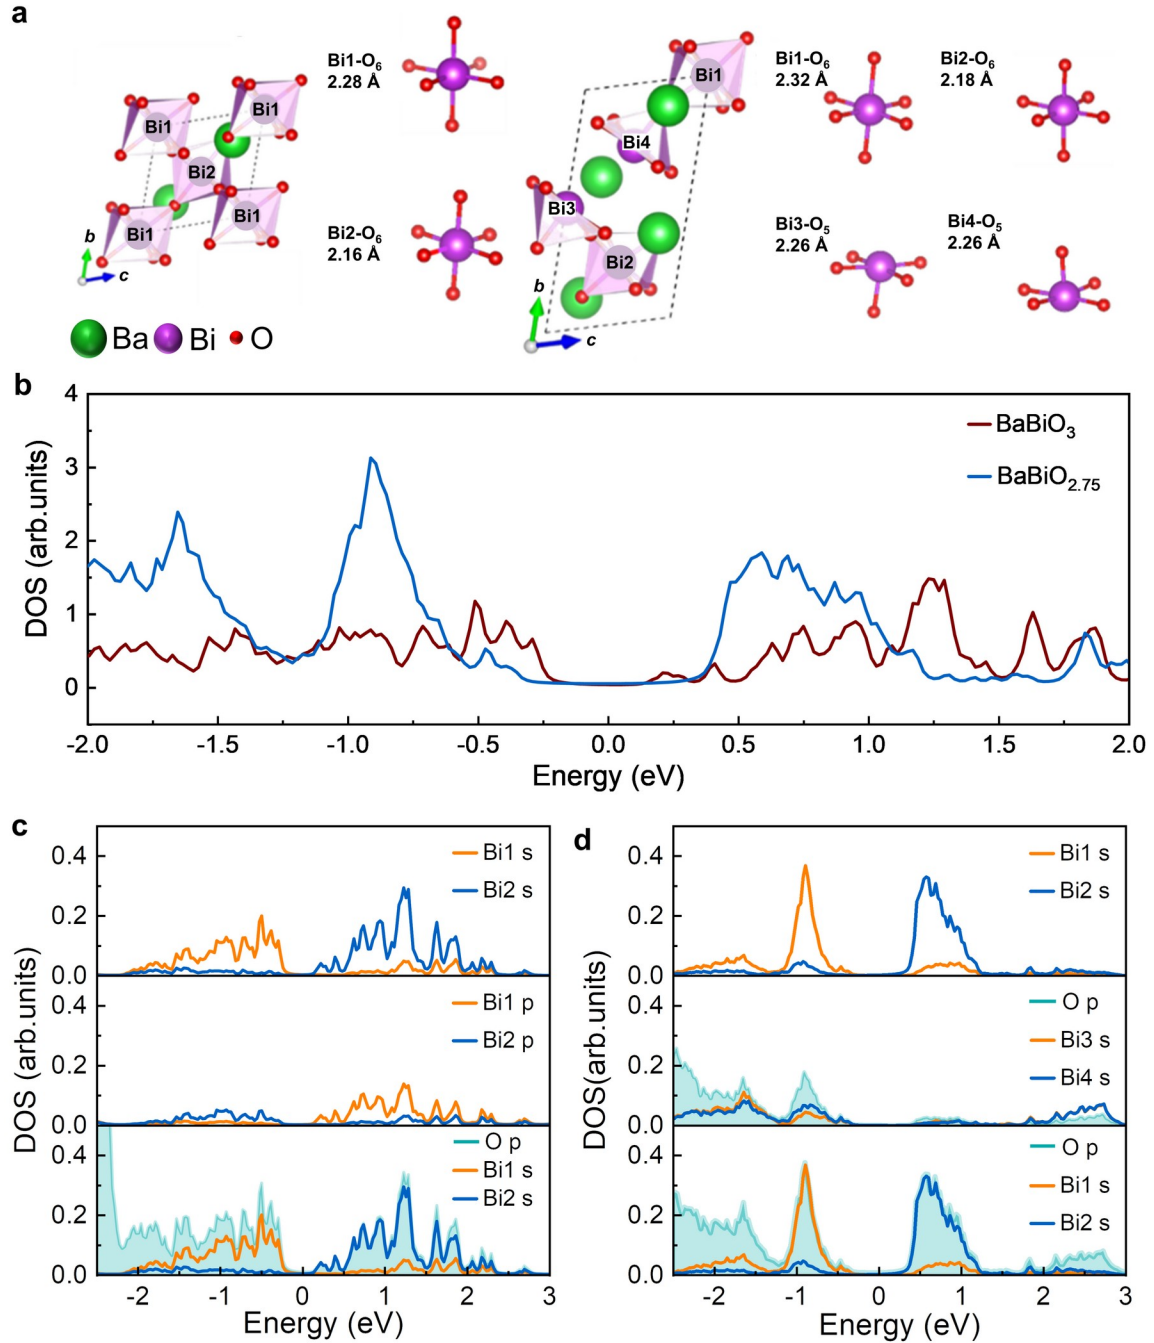 a
Bi1-O6
2.28 Å
Bi2-O6
2.16 Å
Bi1
Bi1
Bi2
Bi1
Bi1
b
c
Ba Bi O
Bi1
Bi4
Bi3
Bi2
b
c
Bi1-O6
2.32 Å
Bi2-O6
2.18 Å
Bi3-O5
2.26 Å
Bi4-O5
2.26 Å
b
4
3
2
1
0
DOS (arb.units)
BaBiO3
BaBiO2.75
-2.0 -1.5 -1.0 -0.5 0.0 0.5 1.0 1.5 2.0
Energy (eV)
c
DOS (arb.units)
0.4
0.2
0.0
Bi1 s
Bi2 s
0.4
0.2
0.0
Bi1 p
Bi2 p
0.4
0.2
0.0
O p
Bi1 s
Bi2 s
-2 -1 0 1 2 3
Energy (eV)
d
DOS(arb.units)
0.4
0.2
0.0
Bi1 s
Bi2 s
0.4
0.2
0.0
O p
Bi3 s
Bi4 s
0.4
0.2
0.0
O p
Bi1 s
Bi2 s
-2 -1 0 1 2 3
Energy (eV)